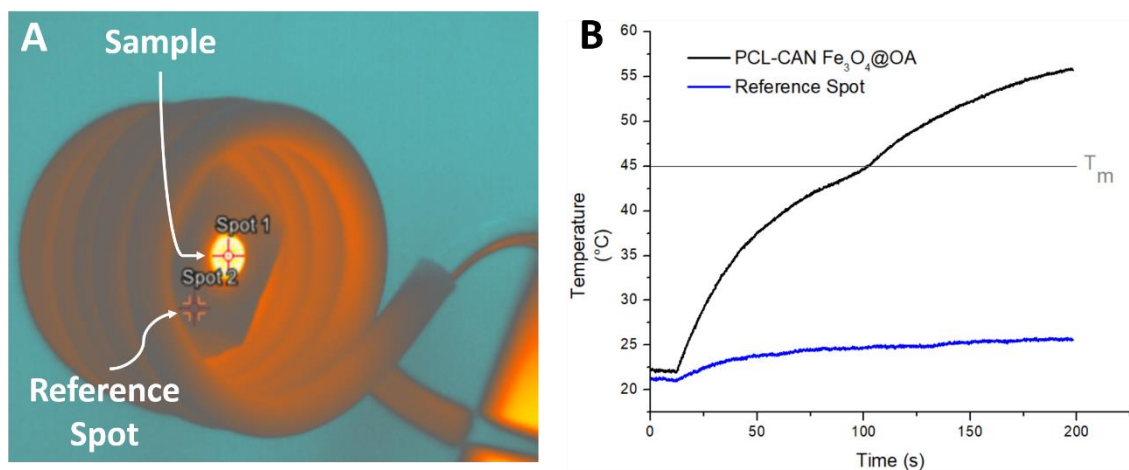 A
Sample
Spot 1
Spot 2
Reference
Spot
B
PCL-CAN Fe₃O₄@OA
Reference Spot
Temperature
(°C)
60
55
50
45
40
35
30
25
20
Tₘ
0
50
100
150
200
Time (s)